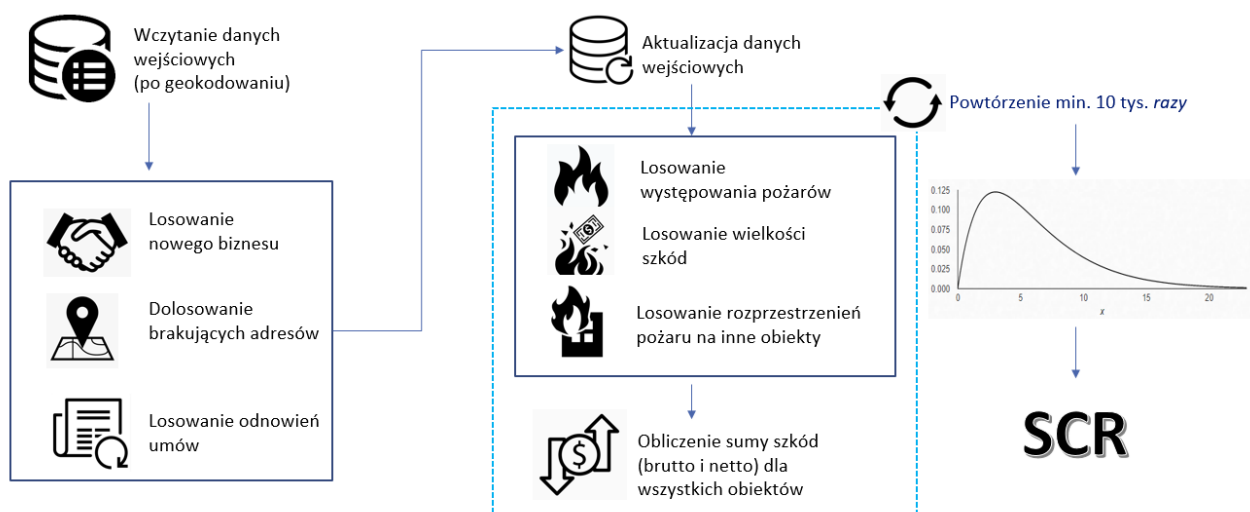 Wczytanie danych
wejściowych
(po geokodowaniu)
Losowanie
nowego biznesu
Dolosowanie
brakujących adresów
Losowanie odnowień
umów
Aktualizacja danych
wejściowych
Losowanie
występowania pożarów
Losowanie wielkości
szkód
Losowanie rozprzestrzenień
pożaru na inne obiekty
Obliczenie sumy szkód
(brutto i netto) dla
wszystkich obiektów
Powtórzenie min. 10 tys. razy
0.125
0.100
0.075
0.050
0.025
0.000
0 5 10 15 20
x
SCR